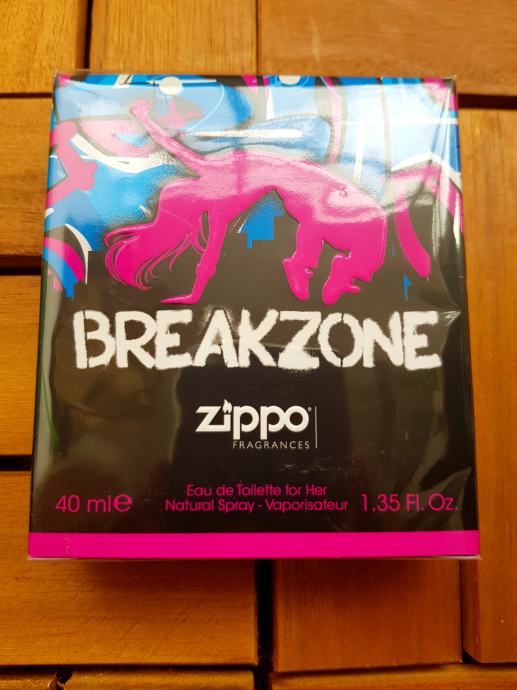 BREAKZONE
zippo®
FRAGRANCES
Eau de Toilette for Her
40 ml℮ Natural Spray - Vaporisateur 1.35 Fl. Oz.